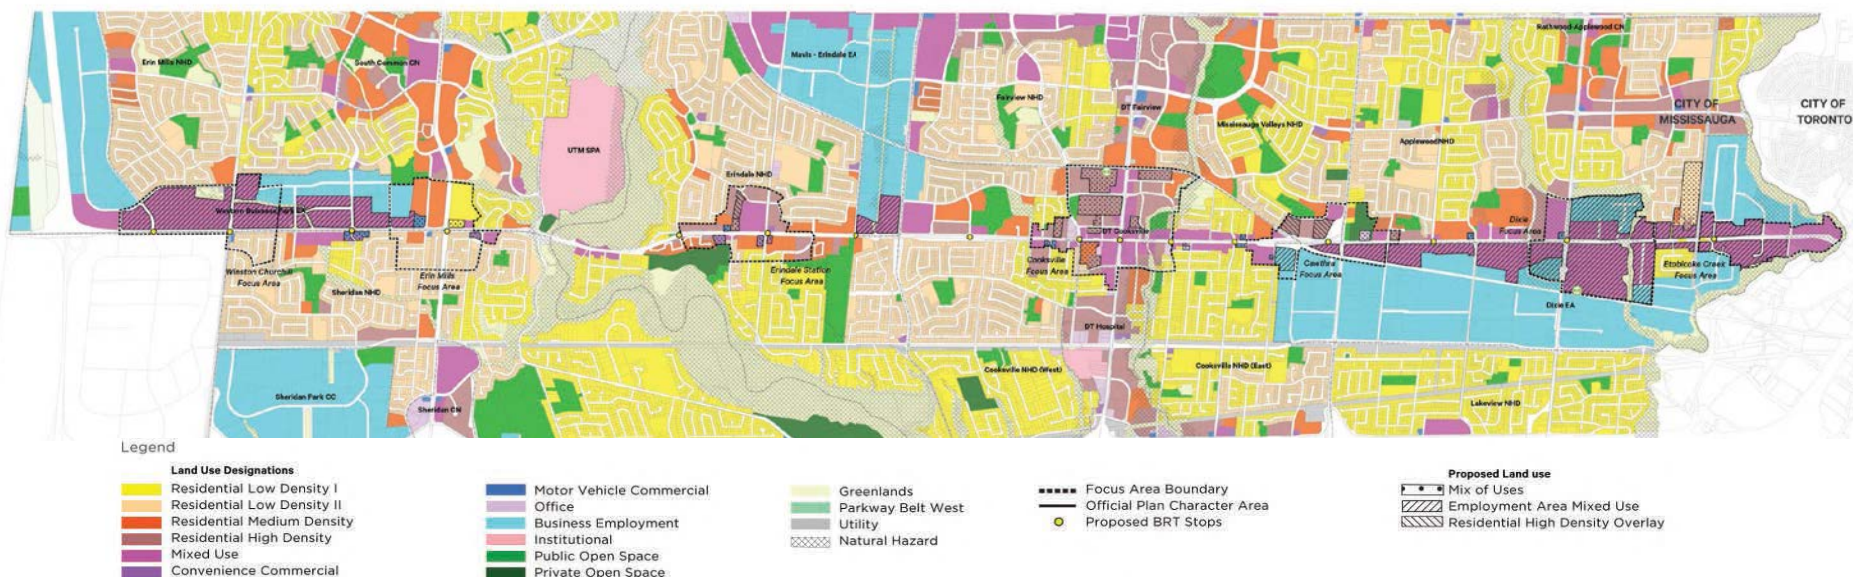 Rathwood-Applewood CN
Mavis - Erindale EA
Erin Mills NHD
South Common CN
Fairview NHD
CITY OF
MISSISSAUGA
CITY OF
TORONTO
DT Fairview
Mississauga Valleys NHD
Applewood NHD
UTM SPA
Erindale NHD
Western Business Park EA
Dixie
Focus Area
DT Cooksville
Winston Churchill
Focus Area
Erin Mills
Focus Area
Erindale Station
Focus Area
Cooksville
Focus Area
Cawthra
Focus Area
Etobicoke Creek
Focus Area
Sheridan NHD
Dixie EA
DT Hospital
Cooksville NHD (West)
Cooksville NHD (East)
Sheridan Park CC
Sheridan CN
Lakeview NHD
Legend
Land Use Designations
Residential Low Density I
Residential Low Density II
Residential Medium Density
Residential High Density
Mixed Use
Convenience Commercial
Motor Vehicle Commercial
Office
Business Employment
Institutional
Public Open Space
Private Open Space
Greenlands
Parkway Belt West
Utility
Natural Hazard
Focus Area Boundary
Official Plan Character Area
Proposed BRT Stops
Proposed Land use
Mix of Uses
Employment Area Mixed Use
Residential High Density Overlay